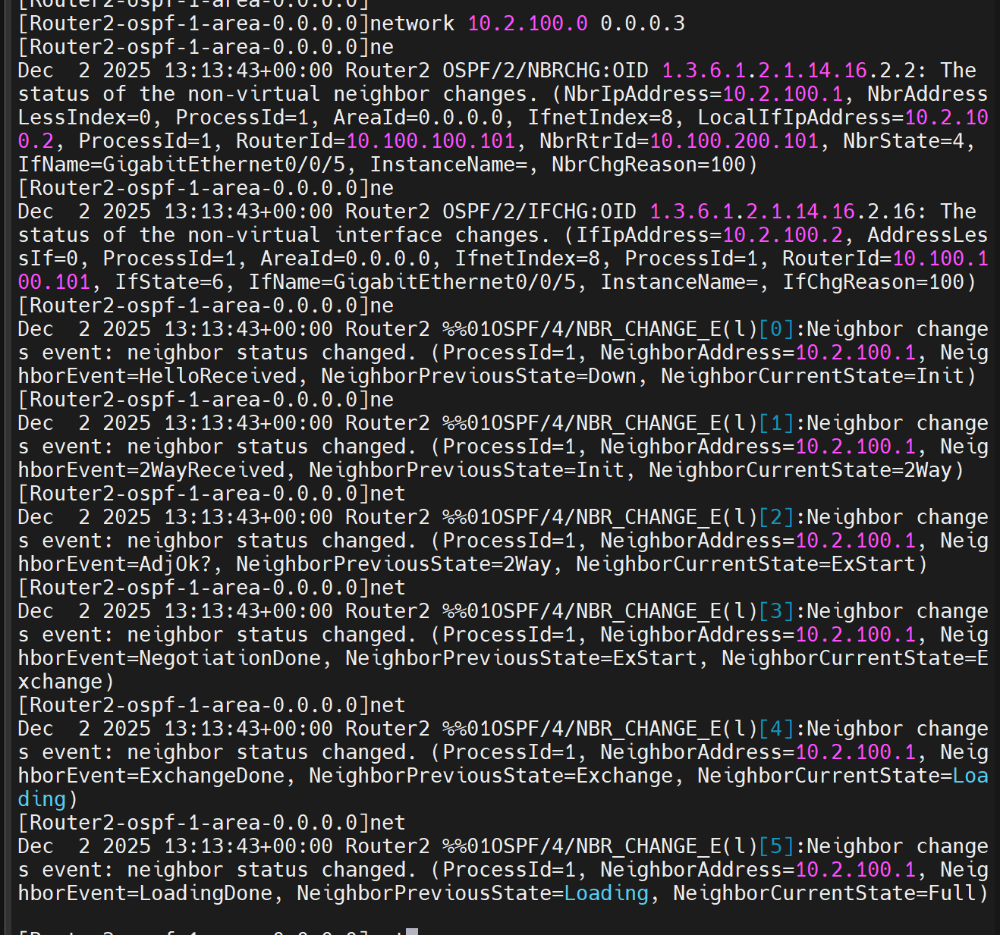 [Router2-ospf-1-area-0.0.0.0]
[Router2-ospf-1-area-0.0.0.0]network 10.2.100.0 0.0.0.3
[Router2-ospf-1-area-0.0.0.0]ne
Dec  2 2025 13:13:43+00:00 Router2 OSPF/2/NBRCHG:OID 1.3.6.1.2.1.14.16.2.2: The
status of the non-virtual neighbor changes. (NbrIpAddress=10.2.100.1, NbrAddress
LessIndex=0, ProcessId=1, AreaId=0.0.0.0, IfnetIndex=8, LocalIfIpAddress=10.2.10
0.2, ProcessId=1, RouterId=10.100.100.101, NbrRtrId=10.100.200.101, NbrState=4,
IfName=GigabitEthernet0/0/5, InstanceName=, NbrChgReason=100)
[Router2-ospf-1-area-0.0.0.0]ne
Dec  2 2025 13:13:43+00:00 Router2 OSPF/2/IFCHG:OID 1.3.6.1.2.1.14.16.2.16: The
status of the non-virtual interface changes. (IfIpAddress=10.2.100.2, AddressLes
sIf=0, ProcessId=1, AreaId=0.0.0.0, IfnetIndex=8, ProcessId=1, RouterId=10.100.1
00.101, IfState=6, IfName=GigabitEthernet0/0/5, InstanceName=, IfChgReason=100)
[Router2-ospf-1-area-0.0.0.0]ne
Dec  2 2025 13:13:43+00:00 Router2 %%01OSPF/4/NBR_CHANGE_E(l)[0]:Neighbor change
s event: neighbor status changed. (ProcessId=1, NeighborAddress=10.2.100.1, Neig
hborEvent=HelloReceived, NeighborPreviousState=Down, NeighborCurrentState=Init)
[Router2-ospf-1-area-0.0.0.0]ne
Dec  2 2025 13:13:43+00:00 Router2 %%01OSPF/4/NBR_CHANGE_E(l)[1]:Neighbor change
s event: neighbor status changed. (ProcessId=1, NeighborAddress=10.2.100.1, Neig
hborEvent=2WayReceived, NeighborPreviousState=Init, NeighborCurrentState=2Way)
[Router2-ospf-1-area-0.0.0.0]net
Dec  2 2025 13:13:43+00:00 Router2 %%01OSPF/4/NBR_CHANGE_E(l)[2]:Neighbor change
s event: neighbor status changed. (ProcessId=1, NeighborAddress=10.2.100.1, Neig
hborEvent=AdjOk?, NeighborPreviousState=2Way, NeighborCurrentState=ExStart)
[Router2-ospf-1-area-0.0.0.0]net
Dec  2 2025 13:13:43+00:00 Router2 %%01OSPF/4/NBR_CHANGE_E(l)[3]:Neighbor change
s event: neighbor status changed. (ProcessId=1, NeighborAddress=10.2.100.1, Neig
hborEvent=NegotiationDone, NeighborPreviousState=ExStart, NeighborCurrentState=E
xchange)
[Router2-ospf-1-area-0.0.0.0]net
Dec  2 2025 13:13:43+00:00 Router2 %%01OSPF/4/NBR_CHANGE_E(l)[4]:Neighbor change
s event: neighbor status changed. (ProcessId=1, NeighborAddress=10.2.100.1, Neig
hborEvent=ExchangeDone, NeighborPreviousState=Exchange, NeighborCurrentState=Loa
ding)
[Router2-ospf-1-area-0.0.0.0]net
Dec  2 2025 13:13:43+00:00 Router2 %%01OSPF/4/NBR_CHANGE_E(l)[5]:Neighbor change
s event: neighbor status changed. (ProcessId=1, NeighborAddress=10.2.100.1, Neig
hborEvent=LoadingDone, NeighborPreviousState=Loading, NeighborCurrentState=Full)